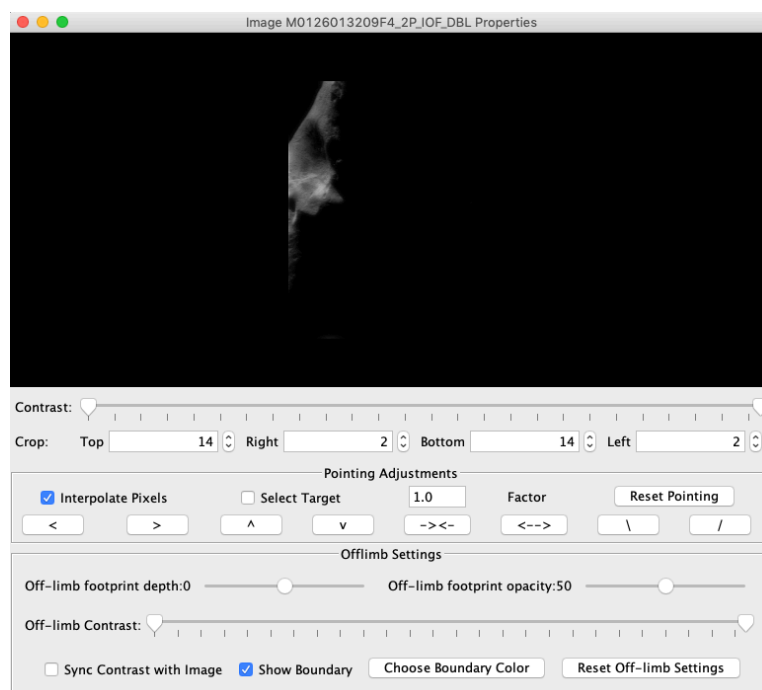 Image M0126013209F4_2P_IOF_DBL Properties
Contrast:
Crop: Top 14 Right 2 Bottom 14 Left 2
Pointing Adjustments
Interpolate Pixels Select Target 1.0 Factor Reset Pointing
< > ^ v -><- <--> \ /
Offlimb Settings
Off-limb footprint depth:0 Off-limb footprint opacity:50
Off-limb Contrast:
Sync Contrast with Image Show Boundary Choose Boundary Color Reset Off-limb Settings